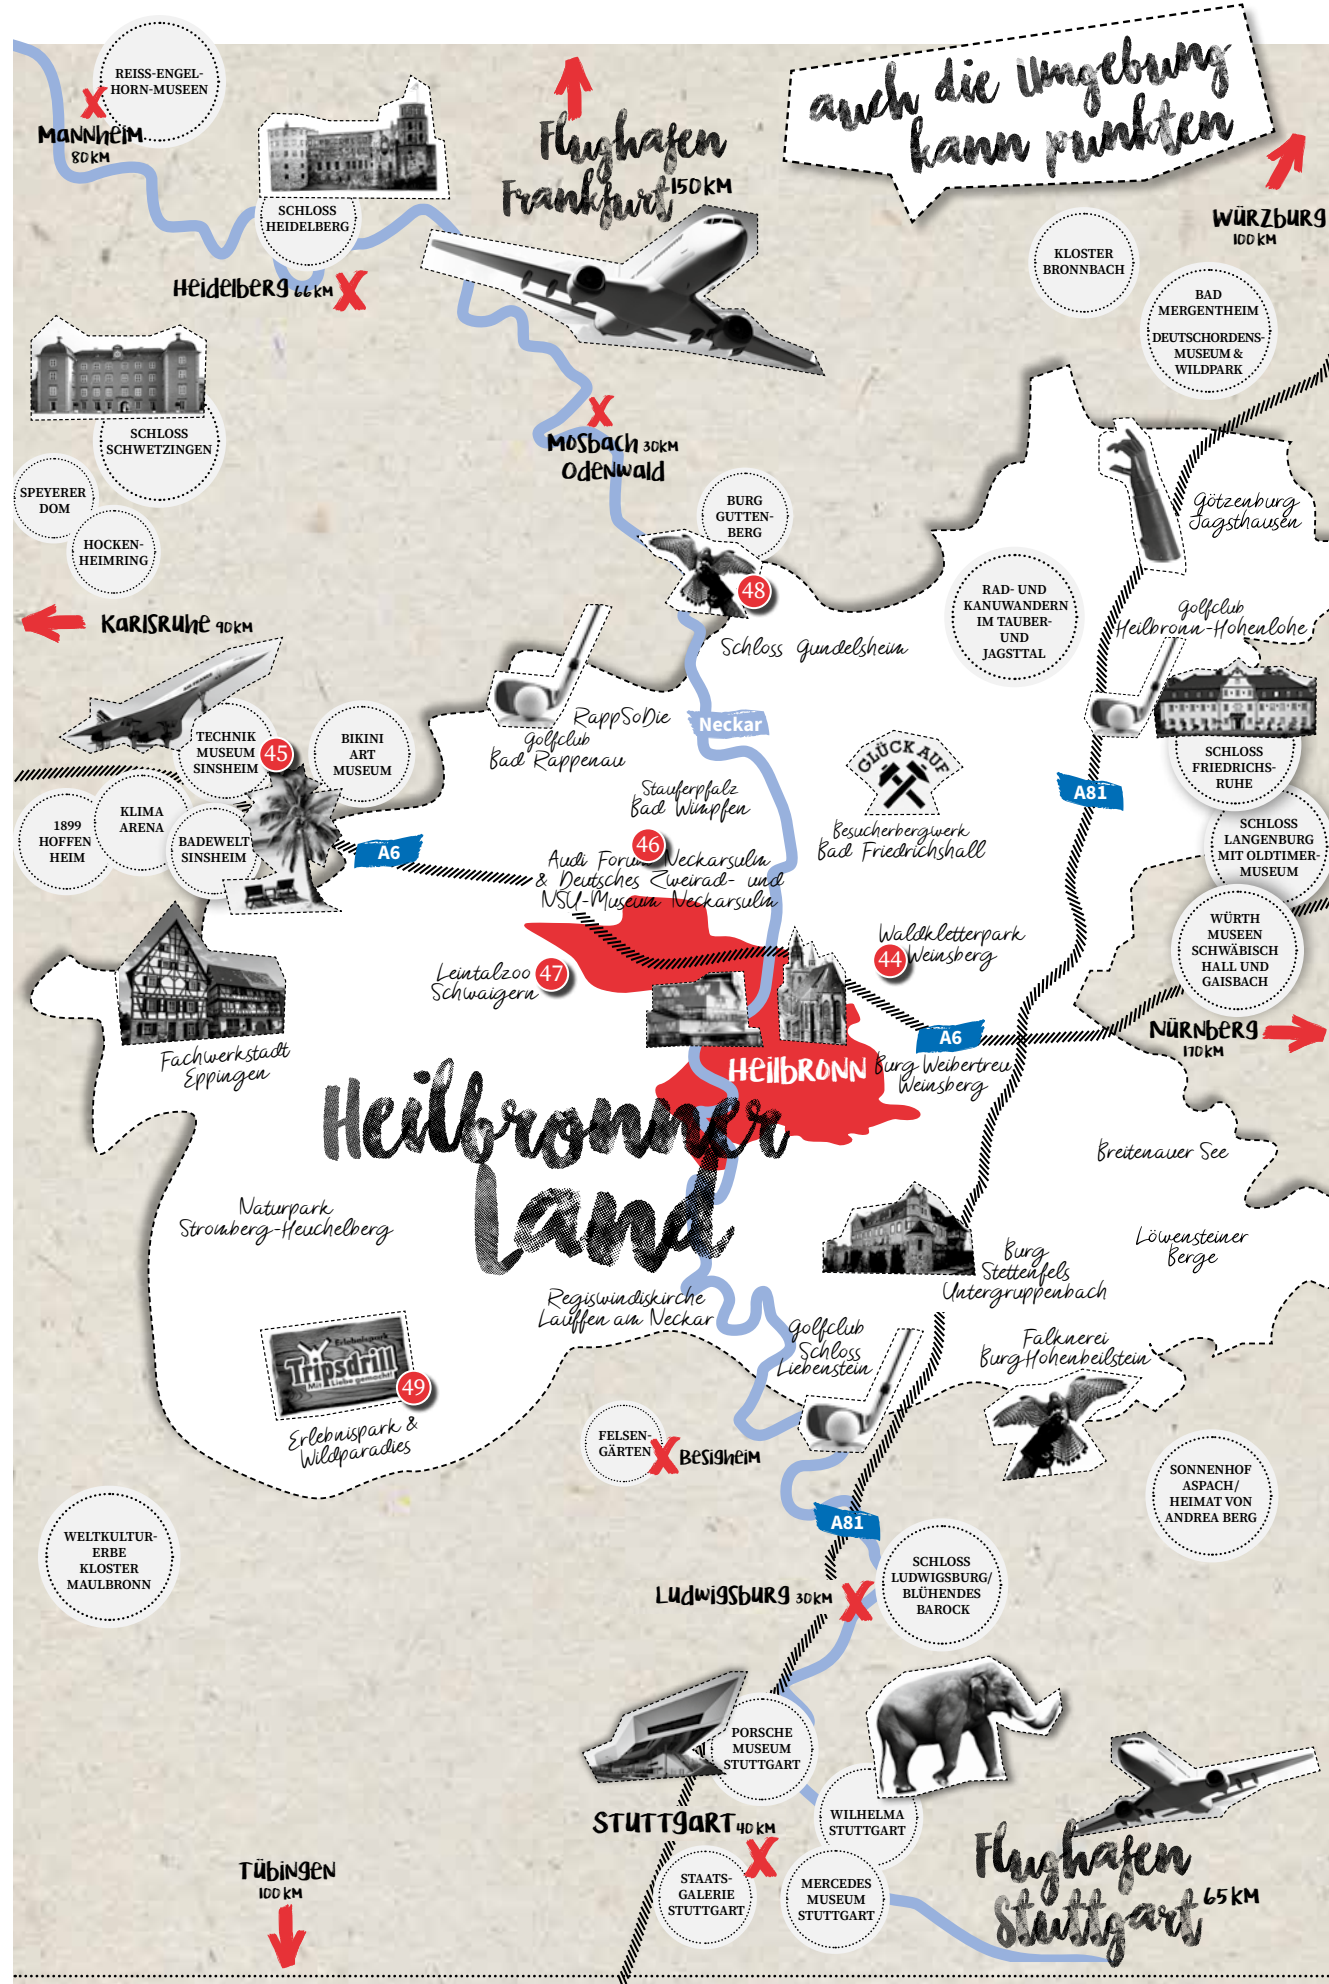 auch die Umgebung
kann punkten
REISS-ENGEL-
HORN-MUSEEN
MANNHEIM
80 KM
SCHLOSS
HEIDELBERG
HEIDELBERG 66 KM
Flughafen
Frankfurt 150 KM
WÜRZBURG
100 KM
KLOSTER
BRONNBACH
BAD
MERGENTHEIM
DEUTSCHORDENS-
MUSEUM &
WILDPARK
SCHLOSS
SCHWETZINGEN
SPEYERER
DOM
HOCKEN-
HEIMRING
MOSBACH 30 KM
ODENWALD
BURG
GUTTEN-
BERG
48
Götzenburg
Jagsthausen
RAD- UND
KANUWANDERN
IM TAUBER-
UND
JAGSTTAL
Golfclub
Heilbronn-Hohenlohe
KARLSRUHE 90 KM
Schloss Gundelsheim
TECHNIK
MUSEUM
SINSHEIM
45
BIKINI
ART
MUSEUM
RappSoDie
Golfclub
Bad Rappenau
Neckar
SCHLOSS
FRIEDRICHS-
RUHE
1899
HOFFEN
HEIM
KLIMA
ARENA
BADEWELT
SINSHEIM
A6
Stauferpfalz
Bad Wimpfen
46
Audi Forum Neckarsulm
& Deutsches Zweirad- und
NSU-Museum Neckarsulm
GLÜCK AUF
Besucherbergwerk
Bad Friedrichshall
A81
SCHLOSS
LANGENBURG
MIT OLDTIMER-
MUSEUM
WÜRTH
MUSEEN
SCHWÄBISCH
HALL UND
GAISBACH
Waldkletterpark
Weinsberg
44
Leintalzoo
Schwaigern
47
NÜRNBERG
170 KM
A6
Fachwerkstadt
Eppingen
HEILBRONN
Burg Weibertreu
Weinsberg
Heilbronner
Land
Breitenauer See
Naturpark
Stromberg-Heuchelberg
Löwensteiner
Berge
Burg
Stettenfels
Untergruppenbach
Regiswindiskirche
Lauffen am Neckar
Golfclub
Schloss
Liebenstein
Falknerei
Burg Hohenbeilstein
Erlebnispark
Tripsdrill
Mit Liebe gemacht!
49
Erlebnispark &
Wildparadies
FELSEN-
GÄRTEN
BESIGHEIM
SONNENHOF
ASPACH/
HEIMAT VON
ANDREA BERG
WELTKULTUR-
ERBE
KLOSTER
MAULBRONN
A81
LUDWIGSBURG 30 KM
SCHLOSS
LUDWIGSBURG/
BLÜHENDES
BAROCK
PORSCHE
MUSEUM
STUTTGART
STUTTGART 40 KM
WILHELMA
STUTTGART
STAATS-
GALERIE
STUTTGART
MERCEDES
MUSEUM
STUTTGART
Flughafen
Stuttgart 65 KM
TÜBINGEN
100 KM